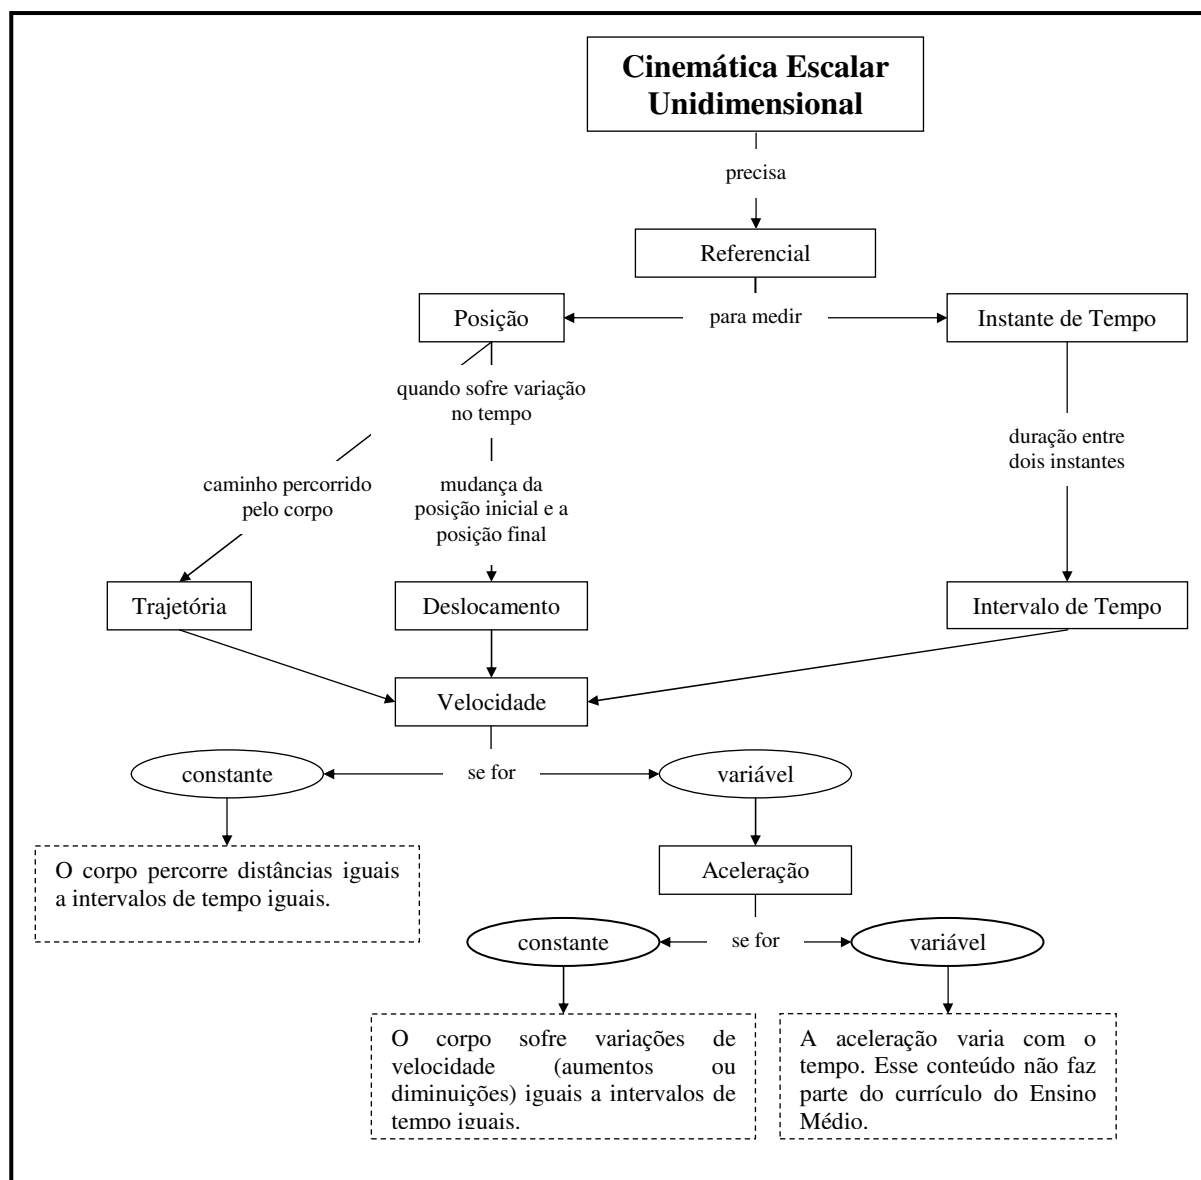 Cinemática Escalar
Unidimensional
precisa
Referencial
Posição
para medir
Instante de Tempo
quando sofre variação
no tempo
duração entre
dois instantes
caminho percorrido
pelo corpo
mudança da
posição inicial e a
posição final
Trajetória
Deslocamento
Intervalo de Tempo
Velocidade
constante
se for
variável
O corpo percorre distâncias iguais
a intervalos de tempo iguais.
Aceleração
constante
se for
variável
O corpo sofre variações de
velocidade (aumentos ou
diminuições) iguais a intervalos de
tempo iguais.
A aceleração varia com o
tempo. Esse conteúdo não faz
parte do currículo do Ensino
Médio.